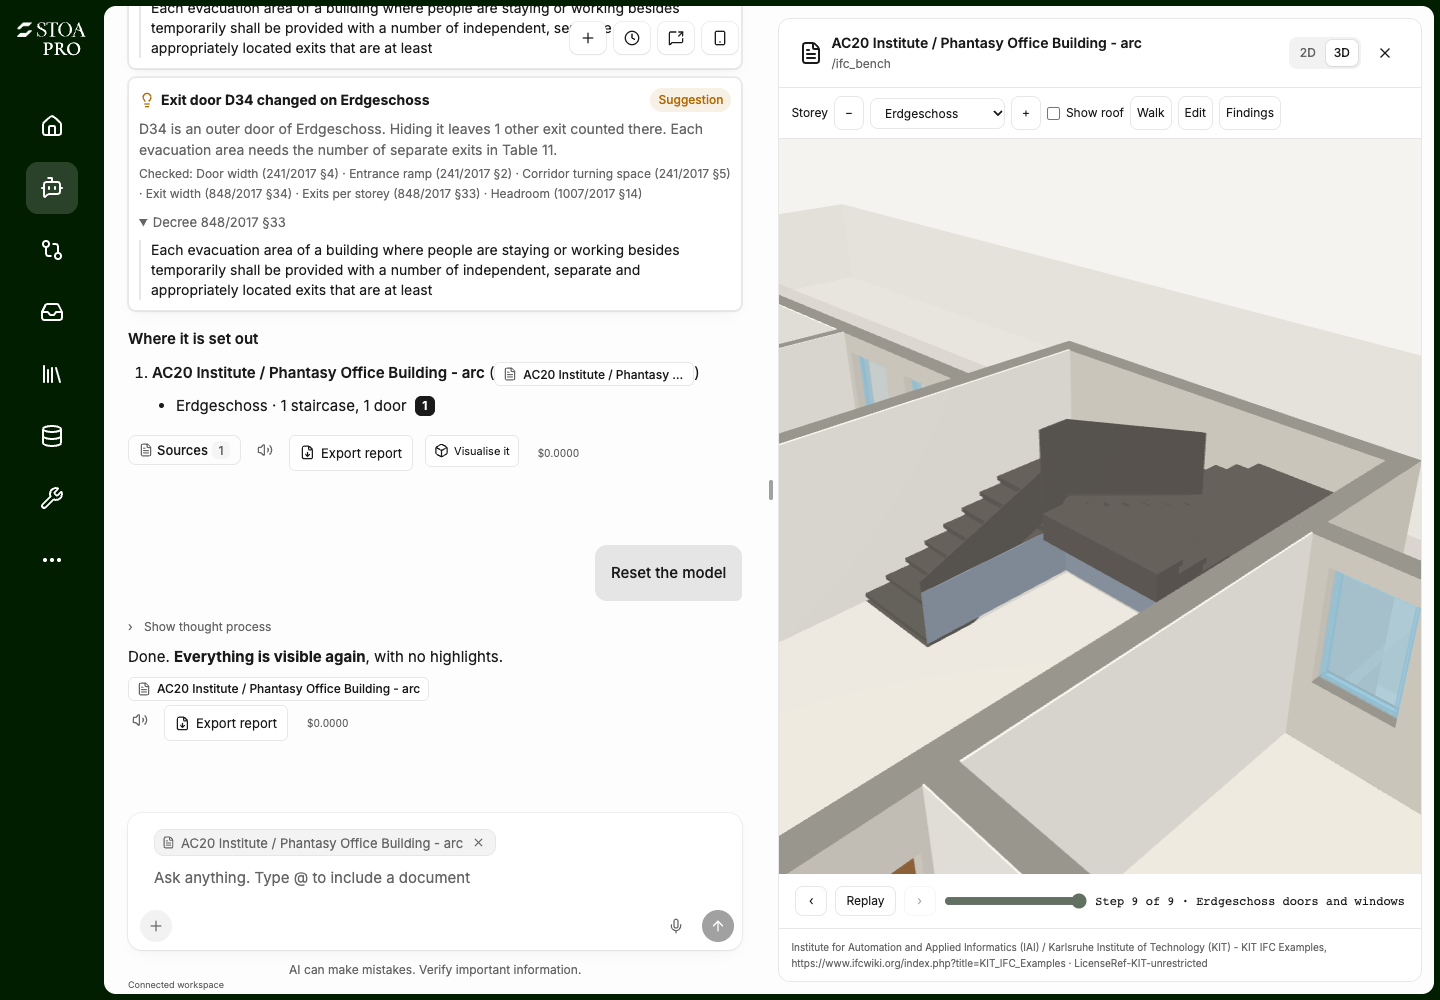 STOA
PRO
Each evacuation area of a building where people are staying or working besides
temporarily shall be provided with a number of independent,
appropriately located exits that are at least
Exit door D34 changed on Erdgeschoss
Suggestion
D34 is an outer door of Erdgeschoss. Hiding it leaves 1 other exit counted there. Each
evacuation area needs the number of separate exits in Table 11.
Checked: Door width (241/2017 §4) · Entrance ramp (241/2017 §2) · Corridor turning space (241/2017 §5)
· Exit width (848/2017 §34) · Exits per storey (848/2017 §33) · Headroom (1007/2017 §14)
▼ Decree 848/2017 §33
Each evacuation area of a building where people are staying or working besides
temporarily shall be provided with a number of independent, separate and
appropriately located exits that are at least
Where it is set out
1. AC20 Institute / Phantasy Office Building - arc (AC20 Institute / Phantasy ...)
• Erdgeschoss · 1 staircase, 1 door 1
Sources 1
Export report
Visualise it
$0.0000
Reset the model
› Show thought process
Done. Everything is visible again, with no highlights.
AC20 Institute / Phantasy Office Building - arc
Export report
$0.0000
AC20 Institute / Phantasy Office Building - arc ×
Ask anything. Type @ to include a document
AI can make mistakes. Verify important information.
Connected workspace
AC20 Institute / Phantasy Office Building - arc
/ifc_bench
2D 3D
Storey − Erdgeschoss + Show roof Walk Edit Findings
‹ Replay › Step 9 of 9 · Erdgeschoss doors and windows
Institute for Automation and Applied Informatics (IAI) / Karlsruhe Institute of Technology (KIT) - KIT IFC Examples,
https://www.ifcwiki.org/index.php?title=KIT_IFC_Examples · LicenseRef-KIT-unrestricted